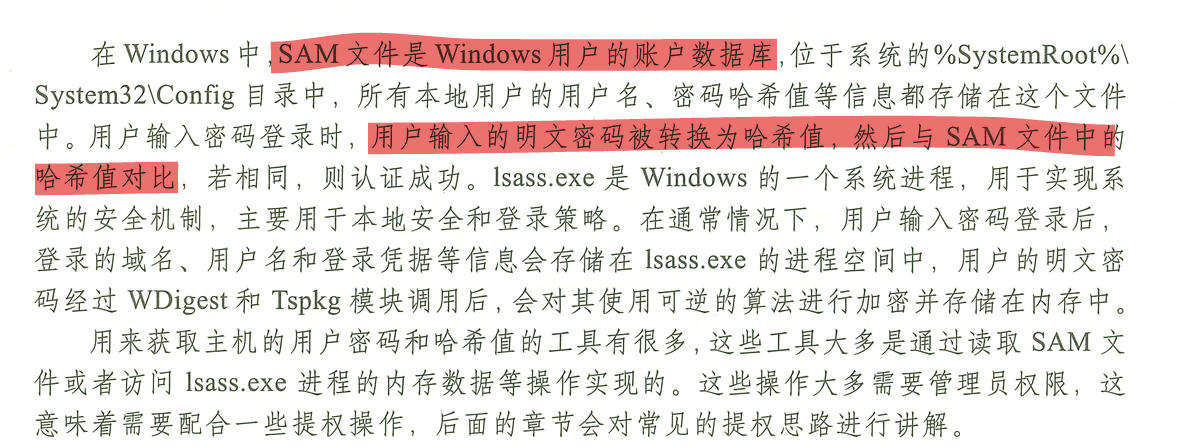 在 Windows 中,SAM 文件是 Windows 用户的账户数据库,位于系统的%SystemRoot%\
System32\Config 目录中，所有本地用户的用户名、密码哈希值等信息都存储在这个文件
中。用户输入密码登录时，用户输入的明文密码被转换为哈希值，然后与 SAM 文件中的
哈希值对比，若相同，则认证成功。lsass.exe 是 Windows 的一个系统进程，用于实现系
统的安全机制，主要用于本地安全和登录策略。在通常情况下，用户输入密码登录后，
登录的域名、用户名和登录凭据等信息会存储在 lsass.exe 的进程空间中，用户的明文密
码经过 WDigest 和 Tspkg 模块调用后，会对其使用可逆的算法进行加密并存储在内存中。
用来获取主机的用户密码和哈希值的工具有很多,这些工具大多是通过读取 SAM 文
件或者访问 lsass.exe 进程的内存数据等操作实现的。这些操作大多需要管理员权限，这
意味着需要配合一些提权操作，后面的章节会对常见的提权思路进行讲解。